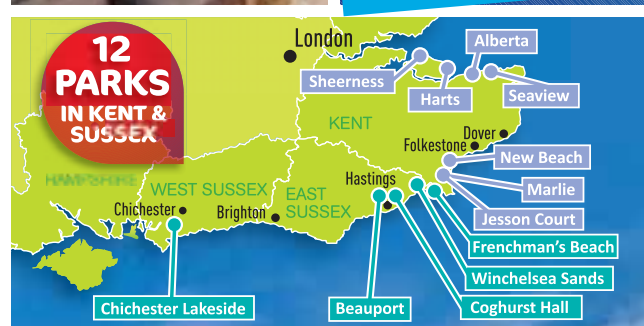 12
PARKS
IN KENT &
SUSSEX
London
Alberta
Sheerness
Harts
Seaview
KENT
Dover
Folkestone
New Beach
Marlie
Jesson Court
HAMPSHIRE
WEST SUSSEX
EAST
SUSSEX
Hastings
Chichester
Brighton
Frenchman's Beach
Winchelsea Sands
Coghurst Hall
Beauport
Chichester Lakeside